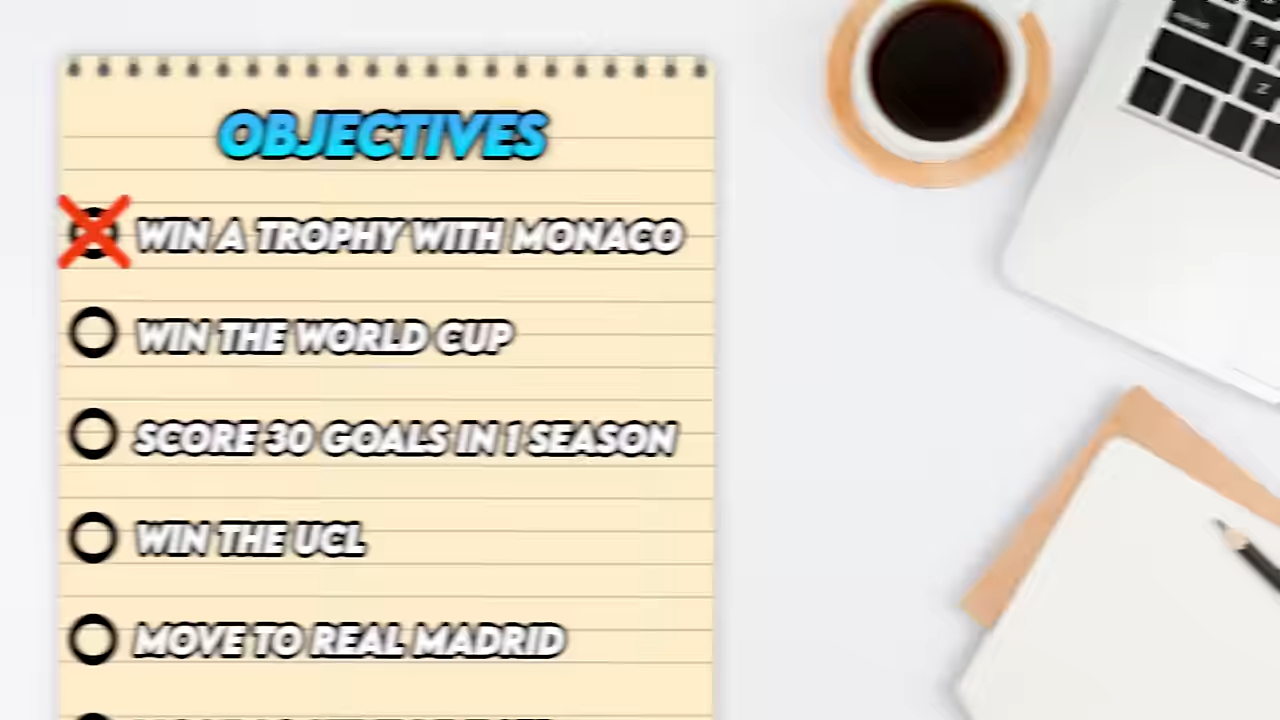 OBJECTIVES
WIN A TROPHY WITH MONACO
WIN THE WORLD CUP
SCORE 30 GOALS IN 1 SEASON
WIN THE UCL
MOVE TO REAL MADRID
Z